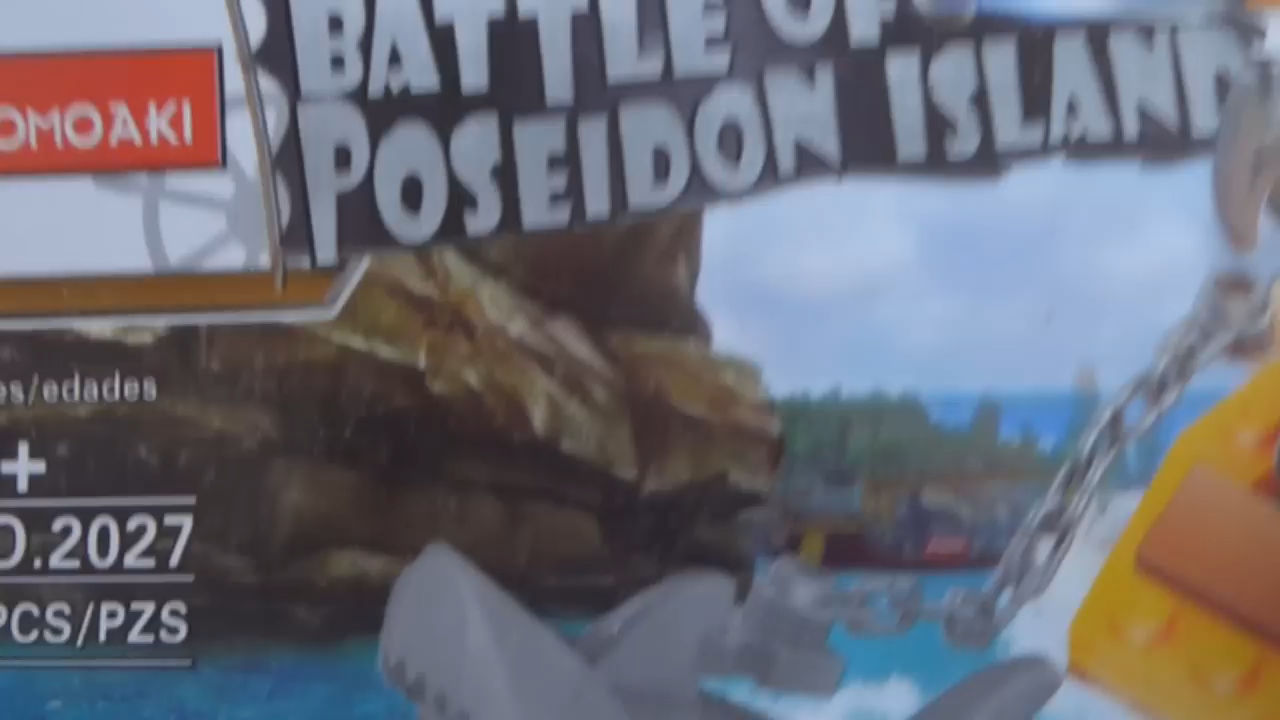 BATTLE OF
POSEIDON ISLAND
OMOAKI
es/edades
+
O.2027
PCS/PZS